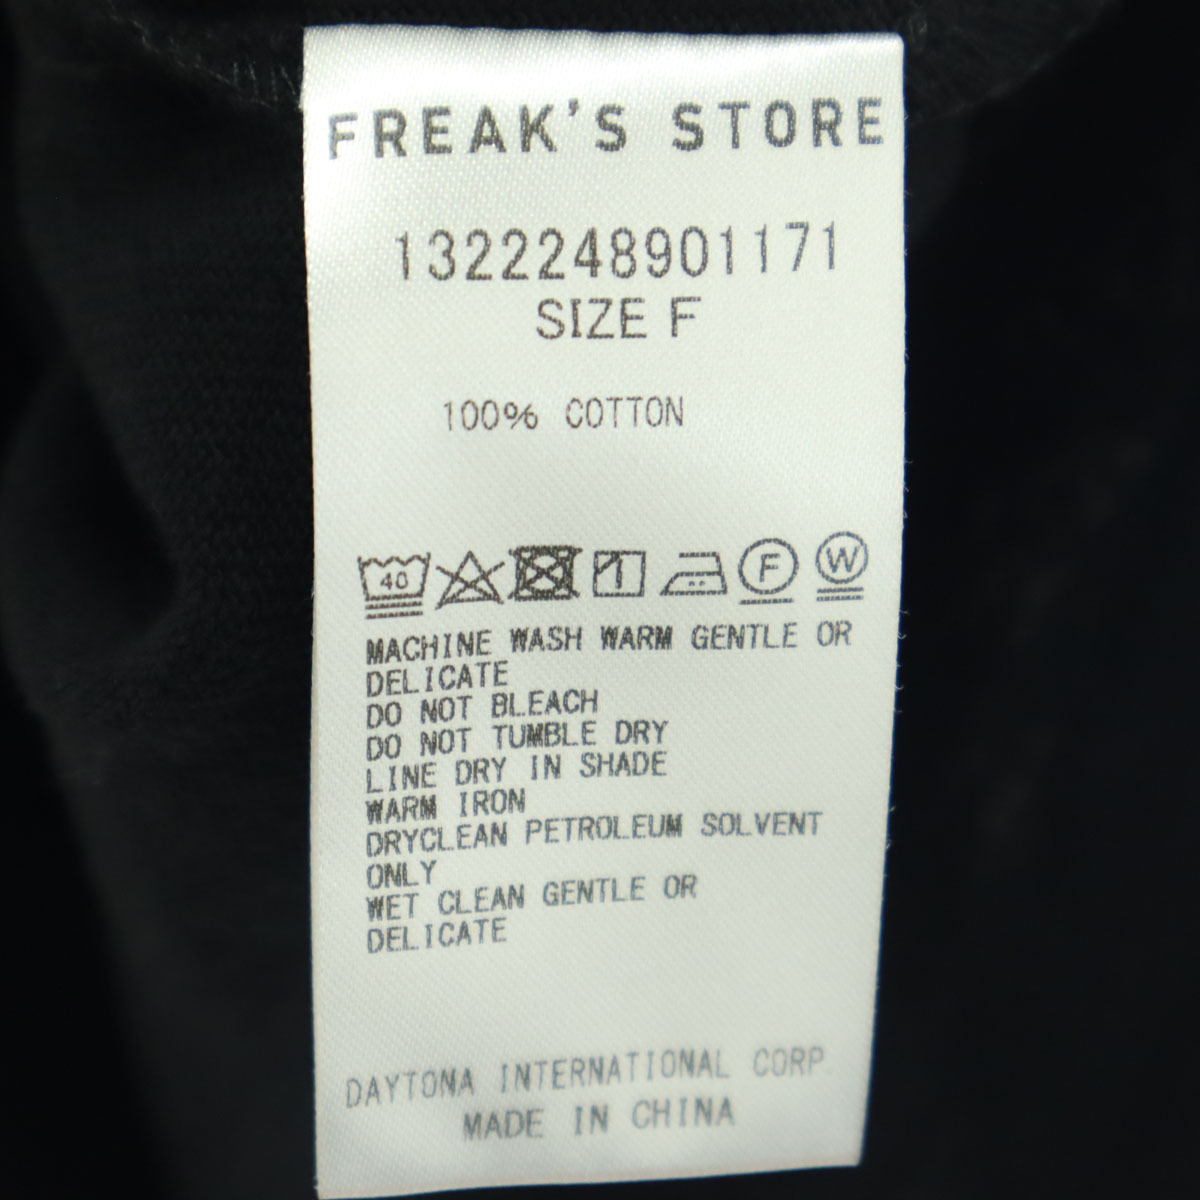 FREAK'S STORE
1322248901171
SIZE F
100% COTTON
40 1 F W
MACHINE WASH WARM GENTLE OR
DELICATE
DO NOT BLEACH
DO NOT TUMBLE DRY
LINE DRY IN SHADE
WARM IRON
DRYCLEAN PETROLEUM SOLVENT
ONLY
WET CLEAN GENTLE OR
DELICATE
DAYTONA INTERNATIONAL CORP.
MADE IN CHINA